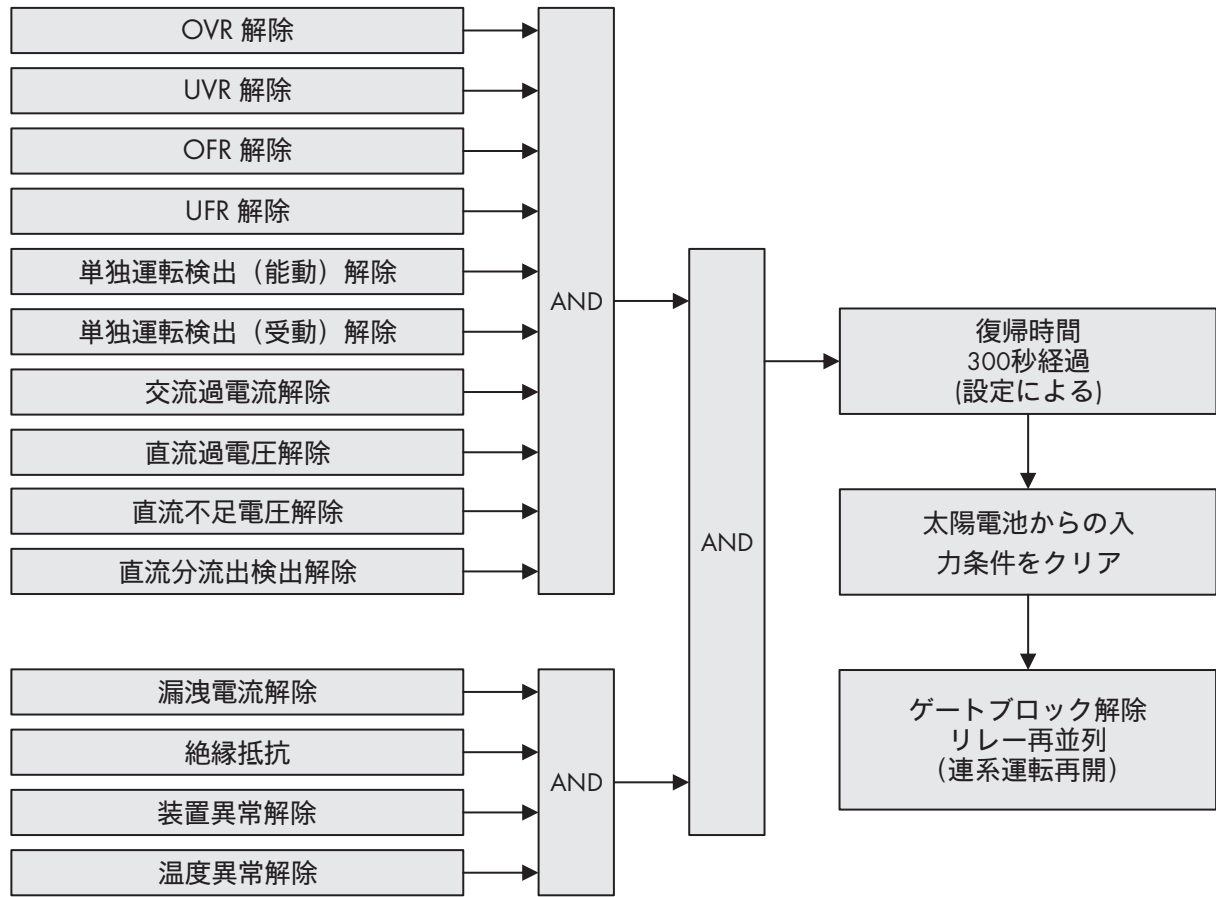 OVR 解除
UVR 解除
OFR 解除
UFR 解除
単独運転検出（能動）解除
単独運転検出（受動）解除
交流過電流解除
直流過電圧解除
直流不足電圧解除
直流分流出検出解除
AND
漏洩電流解除
絶縁抵抗
装置異常解除
温度異常解除
AND
AND
復帰時間
300秒経過
(設定による)
太陽電池からの入
力条件をクリア
ゲートブロック解除
リレー再並列
（連系運転再開）